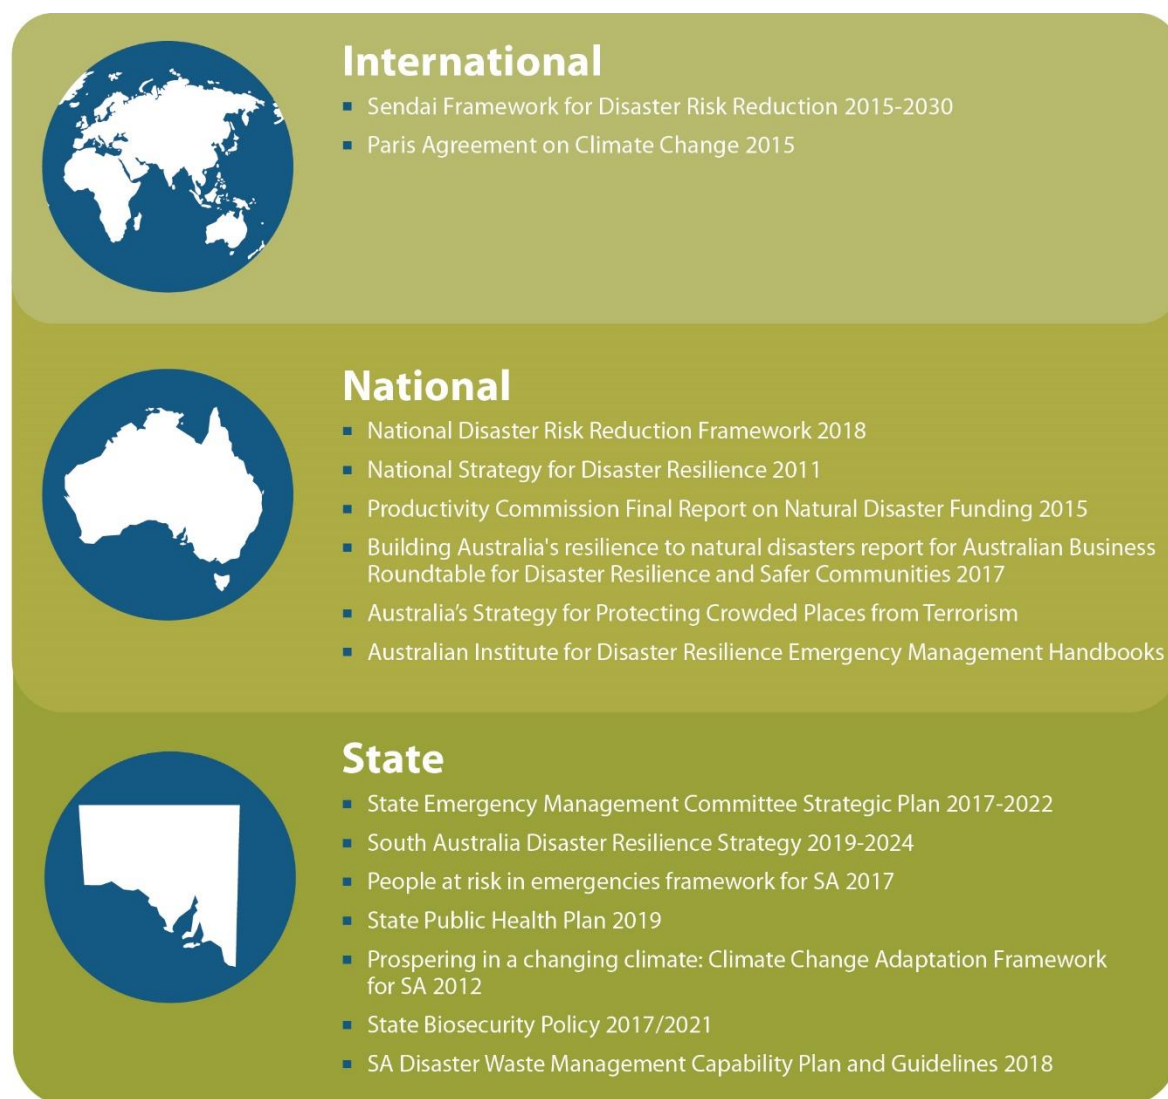 International
▪ Sendai Framework for Disaster Risk Reduction 2015-2030
▪ Paris Agreement on Climate Change 2015
National
▪ National Disaster Risk Reduction Framework 2018
▪ National Strategy for Disaster Resilience 2011
▪ Productivity Commission Final Report on Natural Disaster Funding 2015
▪ Building Australia's resilience to natural disasters report for Australian Business
Roundtable for Disaster Resilience and Safer Communities 2017
▪ Australia’s Strategy for Protecting Crowded Places from Terrorism
▪ Australian Institute for Disaster Resilience Emergency Management Handbooks
State
▪ State Emergency Management Committee Strategic Plan 2017-2022
▪ South Australia Disaster Resilience Strategy 2019-2024
▪ People at risk in emergencies framework for SA 2017
▪ State Public Health Plan 2019
▪ Prospering in a changing climate: Climate Change Adaptation Framework
for SA 2012
▪ State Biosecurity Policy 2017/2021
▪ SA Disaster Waste Management Capability Plan and Guidelines 2018